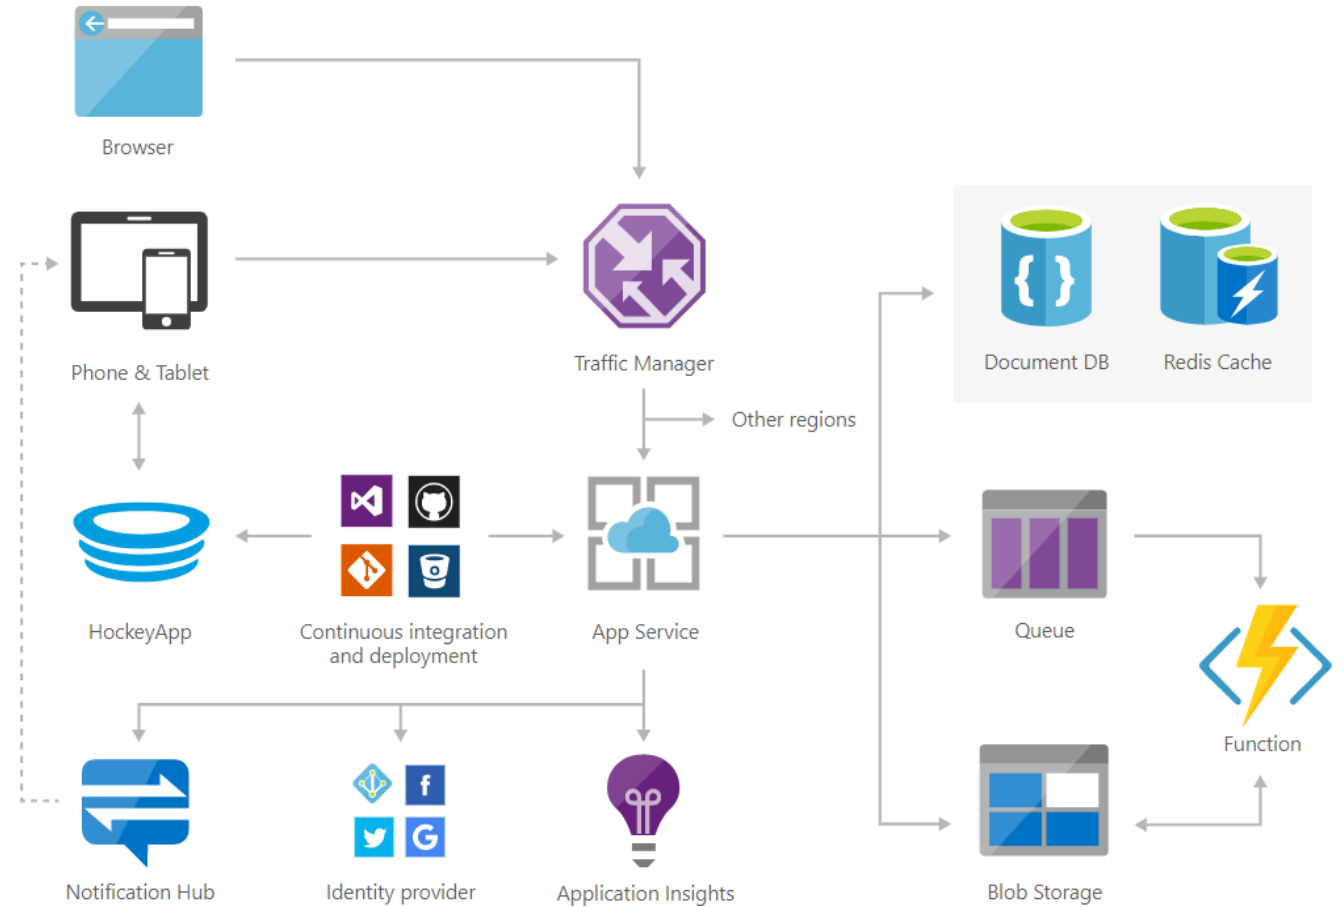 Browser
Phone & Tablet
Traffic Manager
Document DB
Redis Cache
Other regions
HockeyApp
Continuous integration
and deployment
App Service
Queue
Function
Notification Hub
Identity provider
Application Insights
Blob Storage